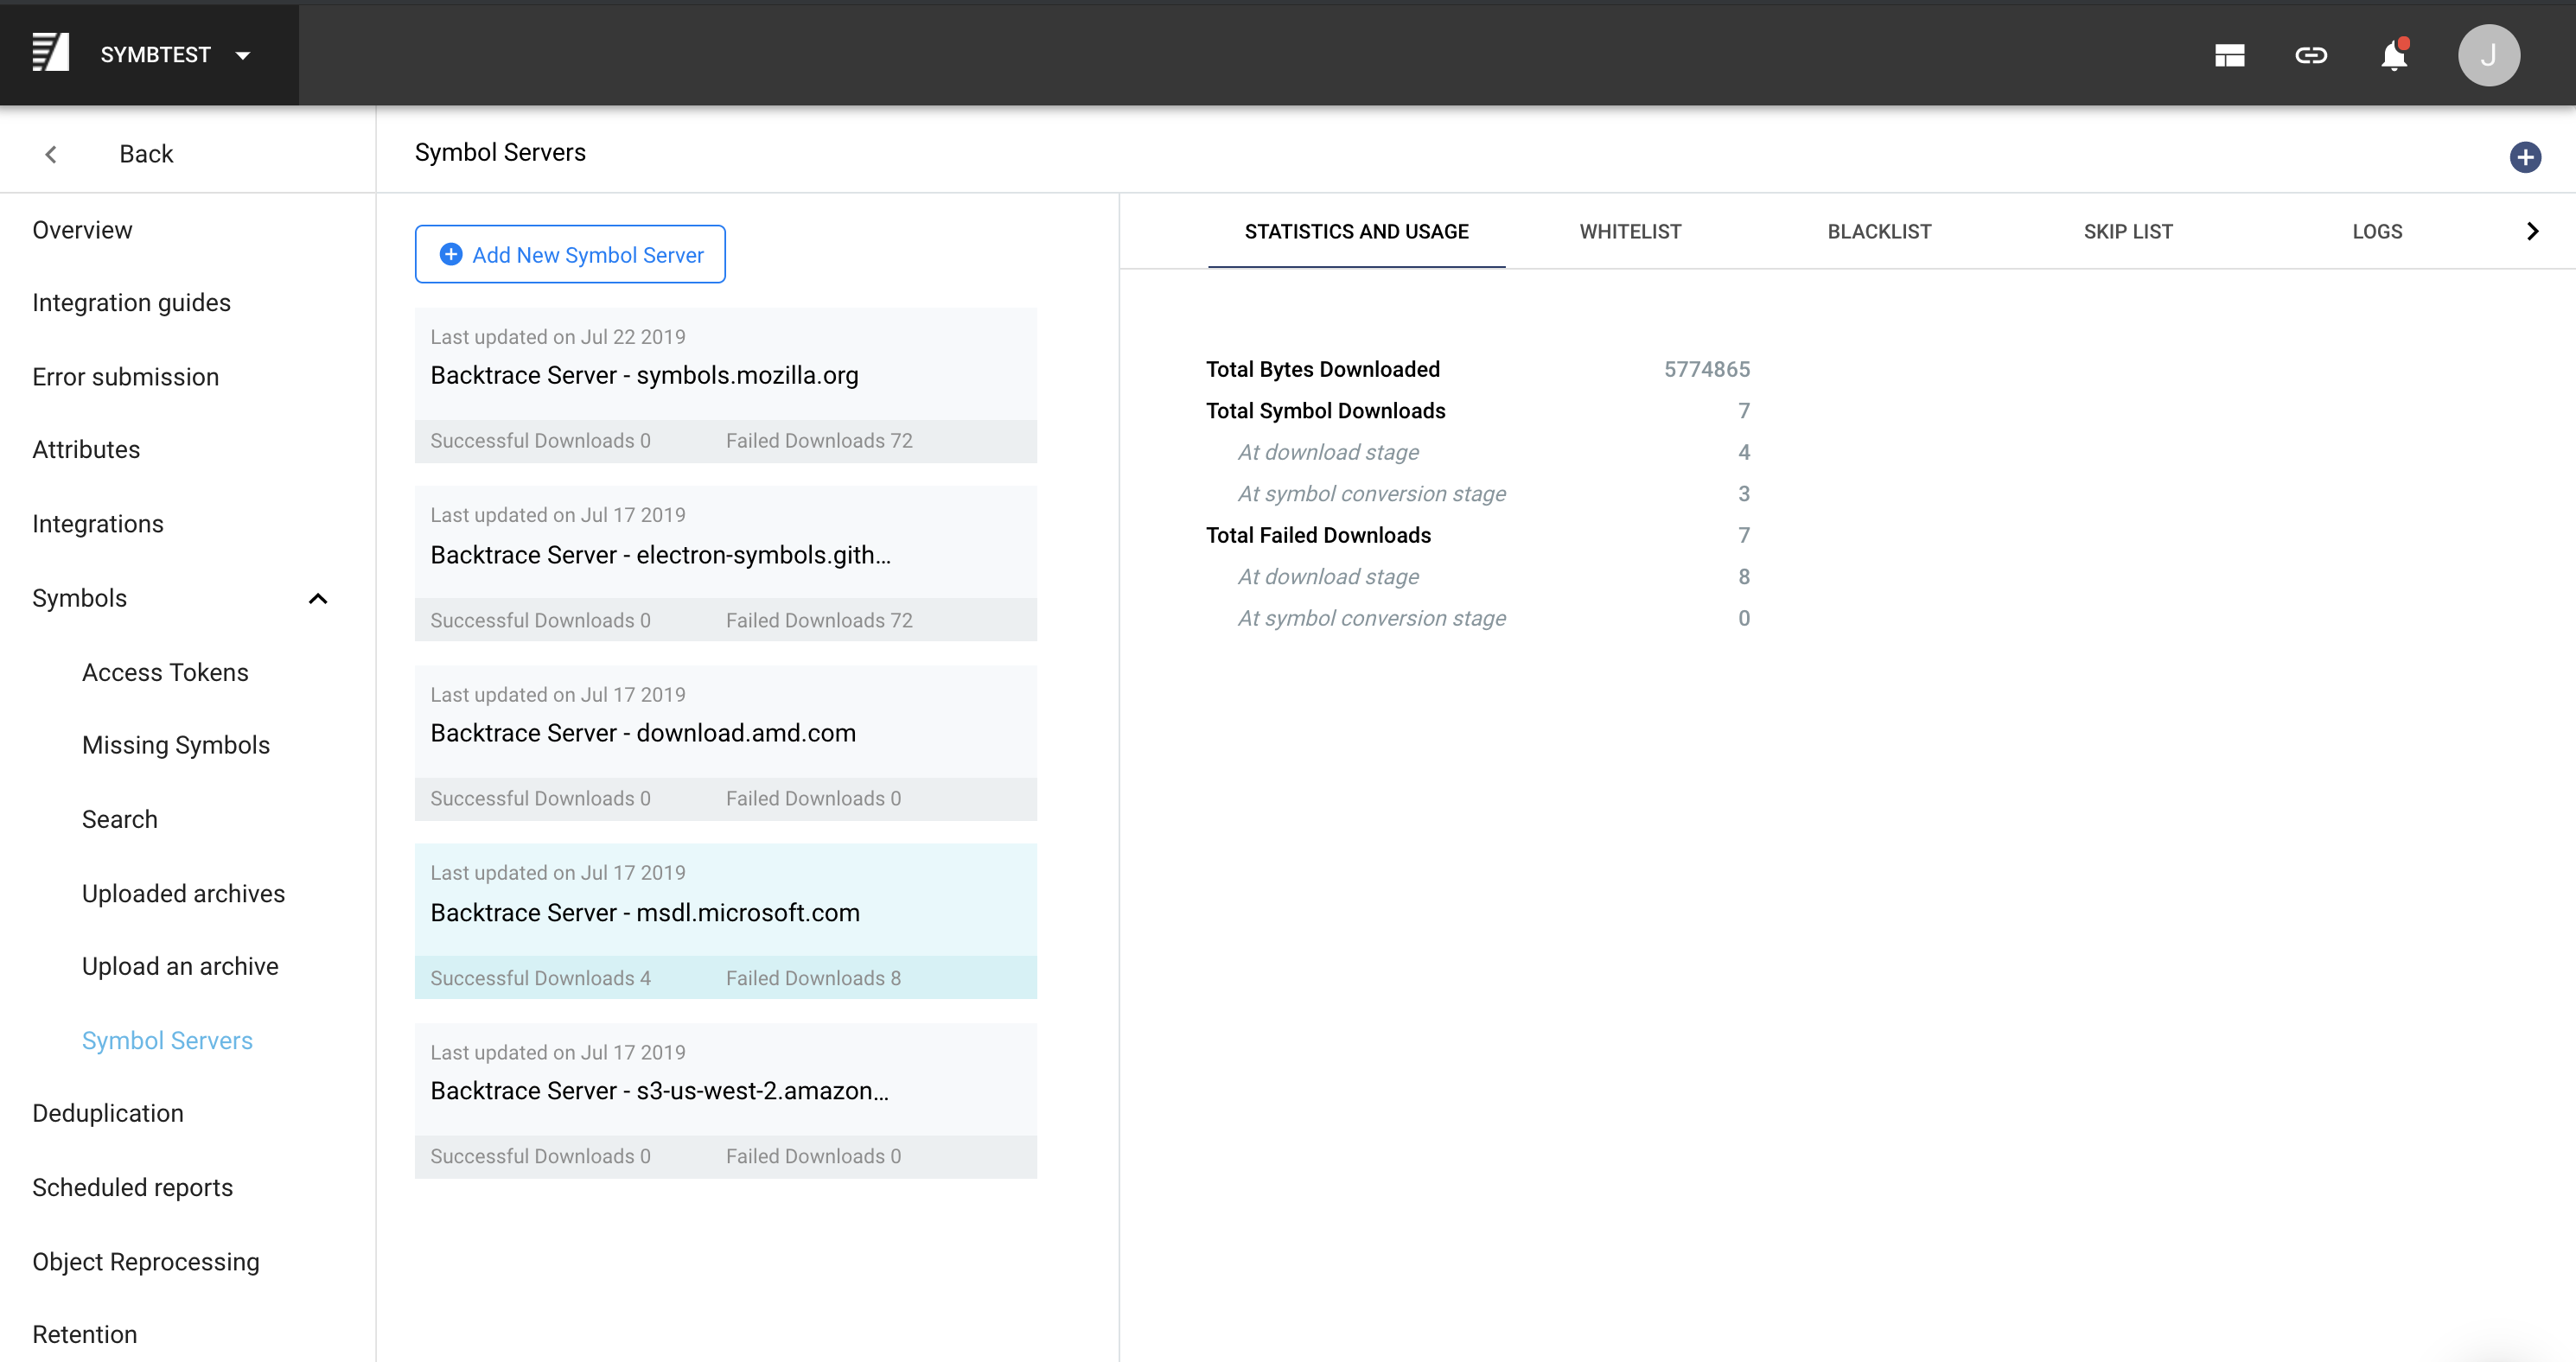 SYMBTEST
J
Back
Overview
Integration guides
Error submission
Attributes
Integrations
Symbols
Access Tokens
Missing Symbols
Search
Uploaded archives
Upload an archive
Symbol Servers
Deduplication
Scheduled reports
Object Reprocessing
Retention
Symbol Servers
Add New Symbol Server
Last updated on Jul 22 2019
Backtrace Server - symbols.mozilla.org
Successful Downloads 0 Failed Downloads 72
Last updated on Jul 17 2019
Backtrace Server - electron-symbols.gith...
Successful Downloads 0 Failed Downloads 72
Last updated on Jul 17 2019
Backtrace Server - download.amd.com
Successful Downloads 0 Failed Downloads 0
Last updated on Jul 17 2019
Backtrace Server - msdl.microsoft.com
Successful Downloads 4 Failed Downloads 8
Last updated on Jul 17 2019
Backtrace Server - s3-us-west-2.amazon...
Successful Downloads 0 Failed Downloads 0
STATISTICS AND USAGE WHITELIST BLACKLIST SKIP LIST LOGS
Total Bytes Downloaded 5774865
Total Symbol Downloads 7
At download stage 4
At symbol conversion stage 3
Total Failed Downloads 7
At download stage 8
At symbol conversion stage 0